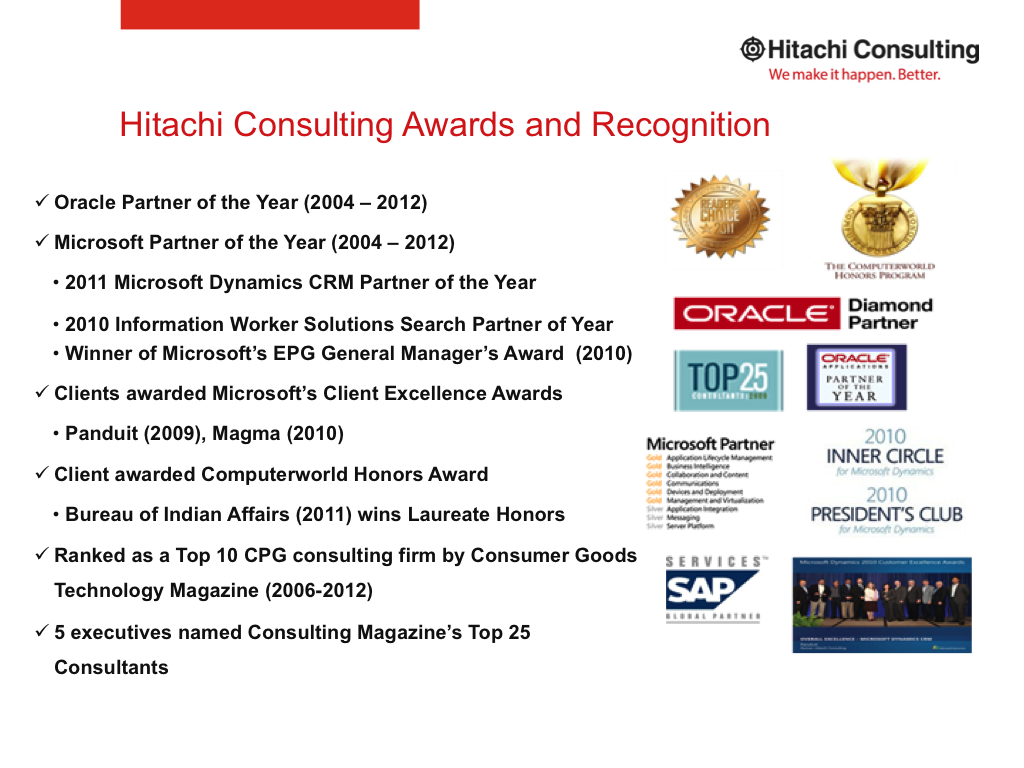 Hitachi Consulting
We make it happen. Better.
Hitachi Consulting Awards and Recognition
✓ Oracle Partner of the Year (2004 – 2012)
✓ Microsoft Partner of the Year (2004 – 2012)
• 2011 Microsoft Dynamics CRM Partner of the Year
• 2010 Information Worker Solutions Search Partner of Year
• Winner of Microsoft’s EPG General Manager’s Award (2010)
✓ Clients awarded Microsoft’s Client Excellence Awards
• Panduit (2009), Magma (2010)
✓ Client awarded Computerworld Honors Award
• Bureau of Indian Affairs (2011) wins Laureate Honors
✓ Ranked as a Top 10 CPG consulting firm by Consumer Goods
Technology Magazine (2006-2012)
✓ 5 executives named Consulting Magazine’s Top 25
Consultants
READERS'
CHOICE
2011
THE COMPUTERWORLD
HONORS PROGRAM
ORACLE
Diamond
Partner
TOP25
CONSULTANTS
ORACLE
APPLICATIONS
PARTNER
OF THE
YEAR
Microsoft Partner
Gold Application Lifecycle Management
Gold Business Intelligence
Gold Collaboration and Content
Gold Communications
Gold Devices and Deployment
Gold Management and Virtualization
Silver Application Integration
Silver Messaging
Silver Server Platform
2010
INNER CIRCLE
for Microsoft Dynamics
2010
PRESIDENT'S CLUB
for Microsoft Dynamics
SERVICES™
SAP
GLOBAL PARTNER
Microsoft Dynamics 2010 Customer Excellence Awards
OVERALL EXCELLENCE - MICROSOFT DYNAMICS CRM